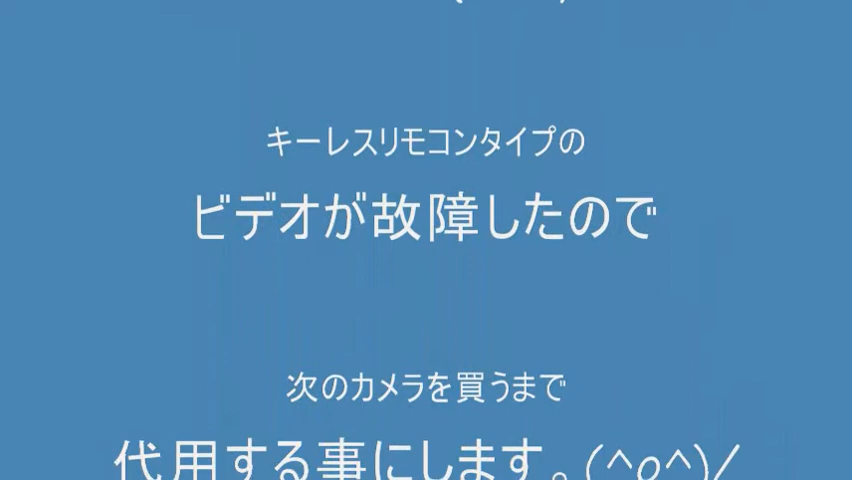 キーレスリモコンタイプの
ビデオが故障したので
次のカメラを買うまで
代用する事にします。(^o^)/